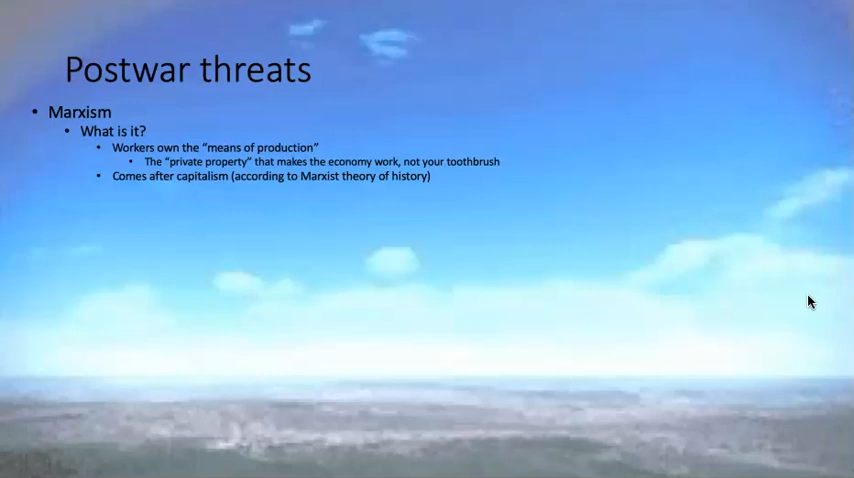 Postwar threats
• Marxism
• What is it?
• Workers own the “means of production”
• The “private property” that makes the economy work, not your toothbrush
• Comes after capitalism (according to Marxist theory of history)